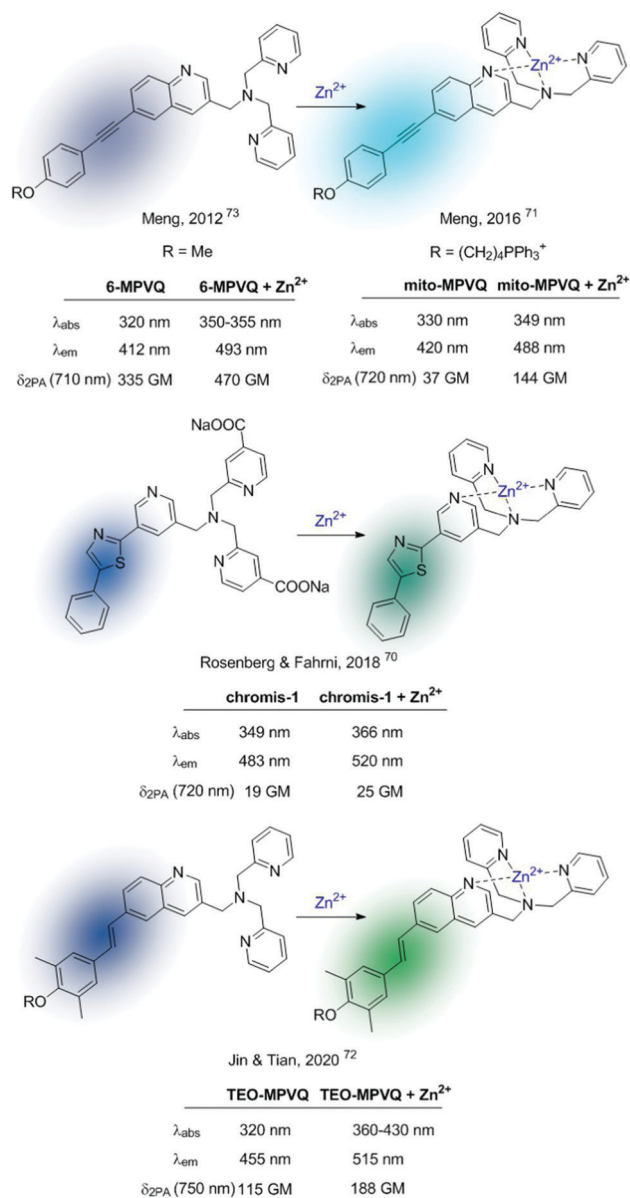 N
N
N
N
RO
Zn2+
N
N
Zn2+
N
N
RO
Meng, 2012 73
Meng, 2016 71
R = Me
R = (CH2)4PPh3+
6-MPVQ 6-MPVQ + Zn2+
λabs 320 nm 350-355 nm
λem 412 nm 493 nm
δ2PA (710 nm) 335 GM 470 GM
mito-MPVQ mito-MPVQ + Zn2+
λabs 330 nm 349 nm
λem 420 nm 488 nm
δ2PA (720 nm) 37 GM 144 GM
NaOOC
N
N
N
N
COONa
N
S
Zn2+
N
N
Zn2+
N
N
N
S
Rosenberg & Fahrni, 2018 70
chromis-1 chromis-1 + Zn2+
λabs 349 nm 366 nm
λem 483 nm 520 nm
δ2PA (720 nm) 19 GM 25 GM
N
N
N
N
RO
Zn2+
N
N
Zn2+
N
N
RO
Jin & Tian, 2020 72
TEO-MPVQ TEO-MPVQ + Zn2+
λabs 320 nm 360-430 nm
λem 455 nm 515 nm
δ2PA (750 nm) 115 GM 188 GM